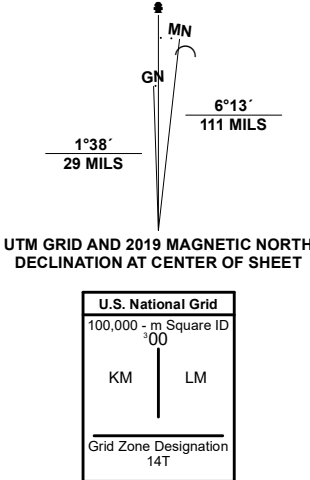 MN
GN
6°13´
111 MILS
1°38´
29 MILS
UTM GRID AND 2019 MAGNETIC NORTH
DECLINATION AT CENTER OF SHEET
U.S. National Grid
100,000 - m Square ID
³00
KM LM
Grid Zone Designation
14T